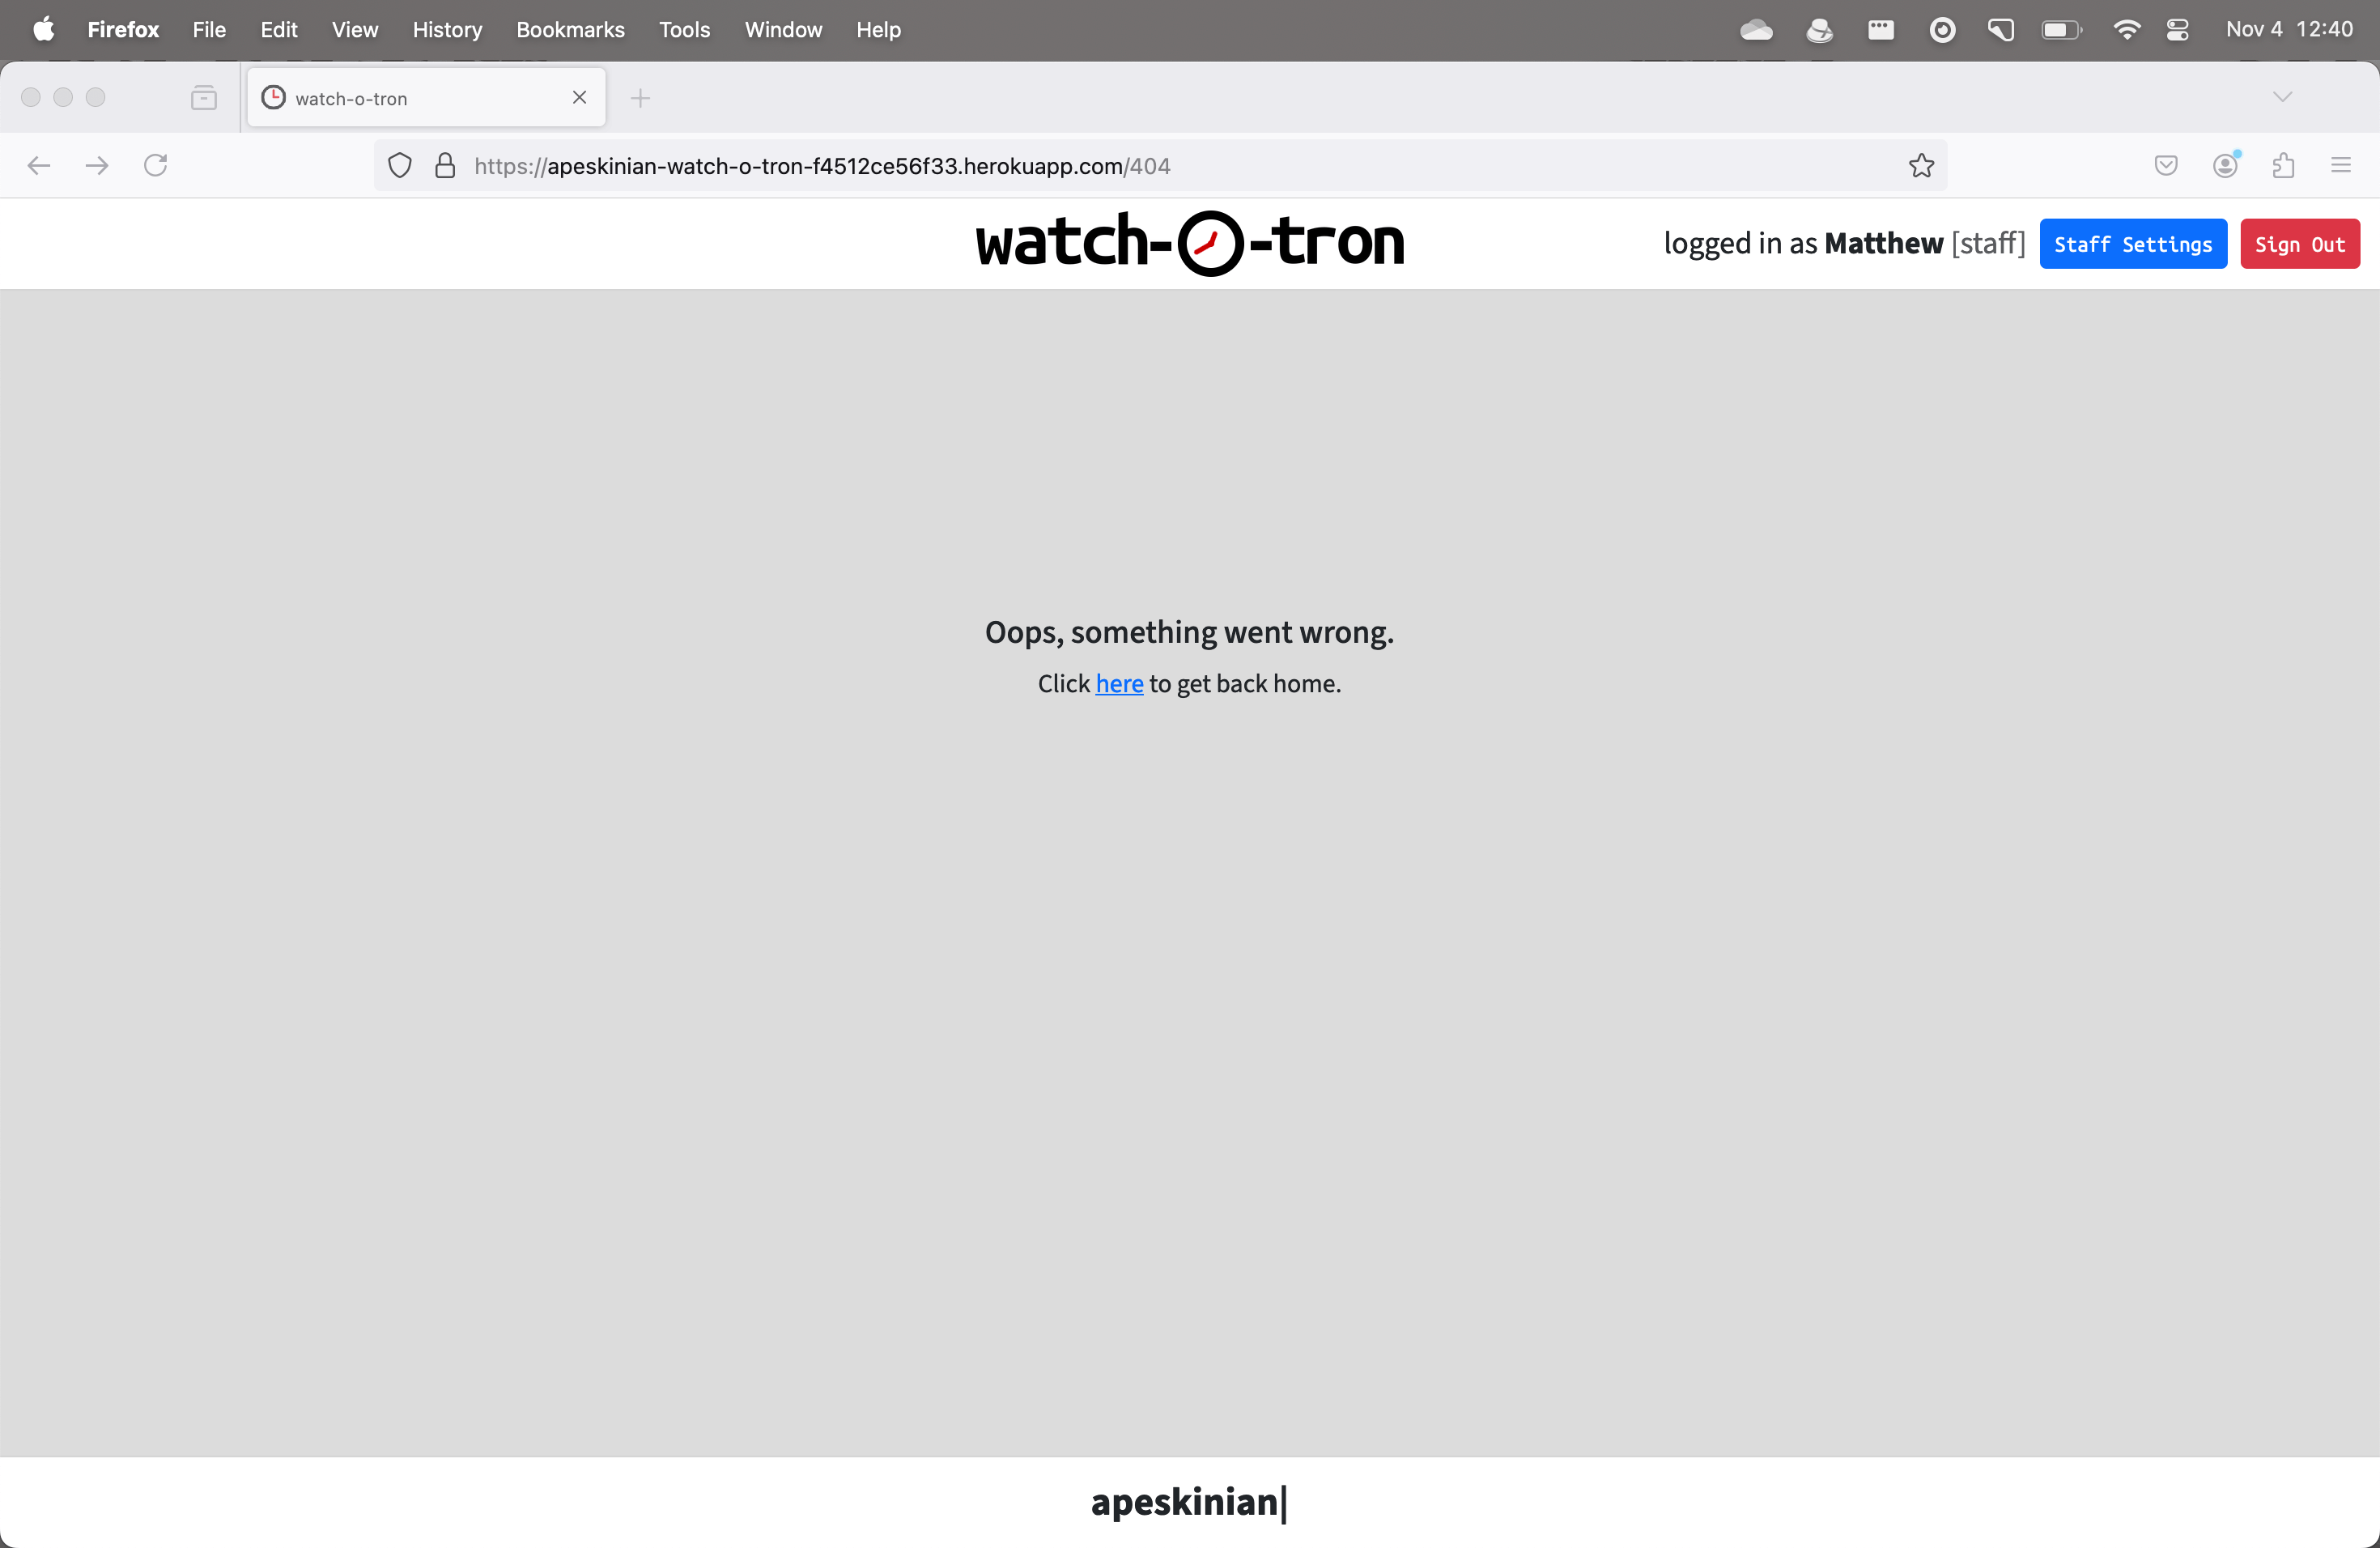 Firefox File Edit View History Bookmarks Tools Window Help Nov 4 12:40
watch-o-tron
https://apeskinian-watch-o-tron-f4512ce56f33.herokuapp.com/404
watch-o-tron logged in as Matthew [staff] Staff Settings Sign Out
Oops, something went wrong.
Click here to get back home.
apeskinian|